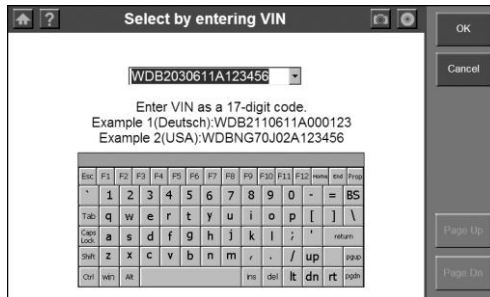 ? Select by entering VIN
OK
Cancel
WDB2030611A123456
Enter VIN as a 17-digit code.
Example 1(Deutsch):WDB2110611A000123
Example 2(USA):WDBNG70J02A123456
Esc F1 F2 F3 F4 F5 F6 F7 F8 F9 F10 F11 F12 Home End Prop
` 1 2 3 4 5 6 7 8 9 0 - = BS
Tab q w e r t y u i o p [ ] \
Caps Lock a s d f g h j k l ; ' return
Shift z x c v b n m , . / up pgup
Ctrl win Alt ins del lt dn rt pgdn
Page Up
Page Dn